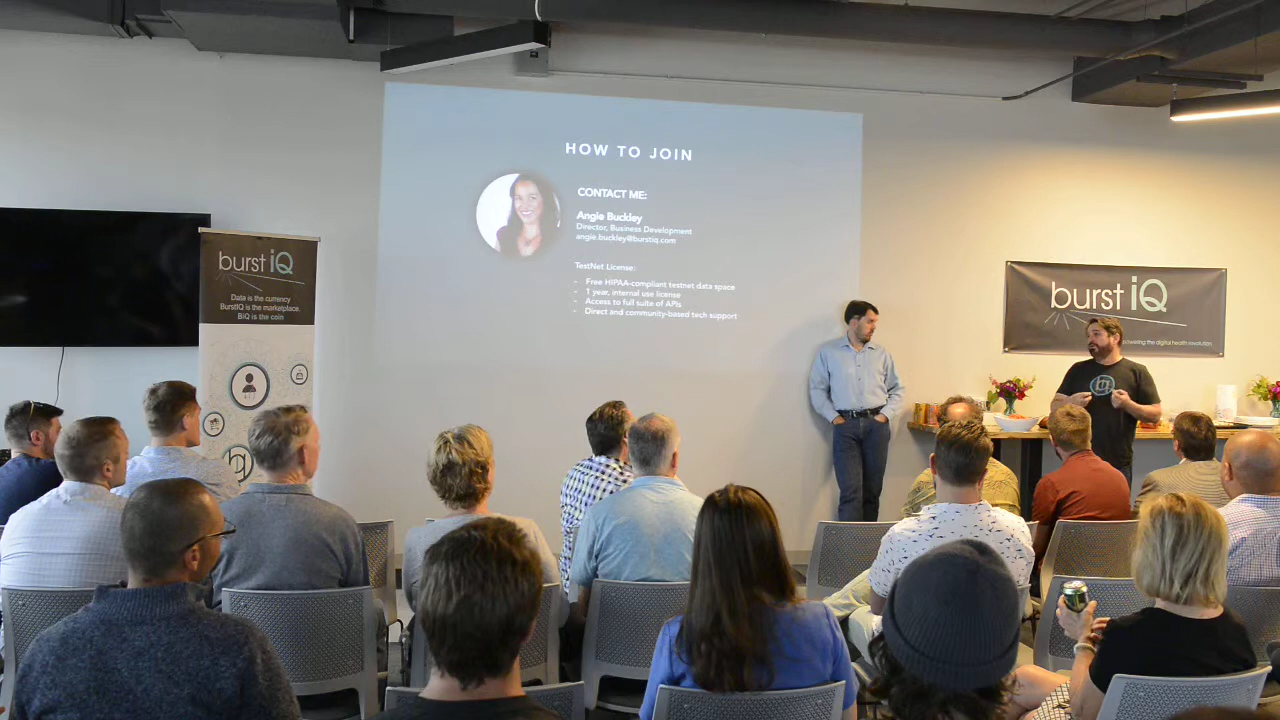 HOW TO JOIN
CONTACT ME:
Angie Buckley
Director, Business Development
angie.buckley@burstiq.com
TestNet License:
- Free HIPAA-compliant testnet data space
- 1 year, internal use license
- Access to full suite of APIs
- Direct and community-based tech support
burst iQ
Data is the currency
BurstIQ is the marketplace.
BiQ is the coin
burst iQ
powering the digital health revolution